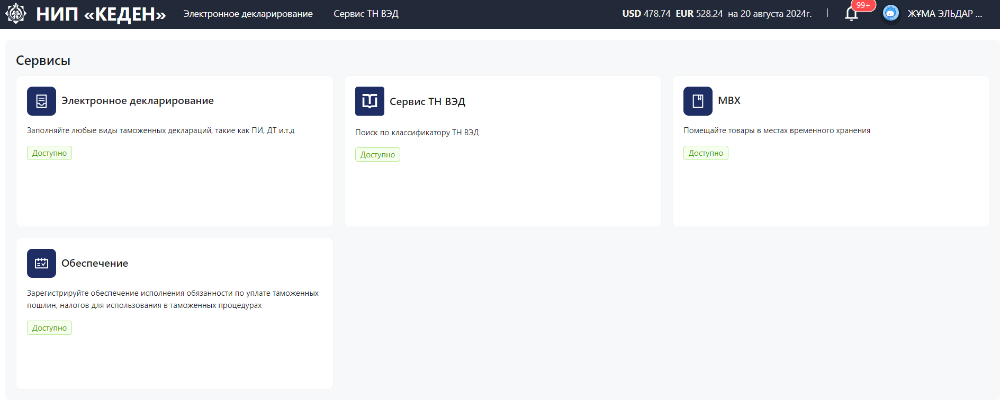 НИП «КЕДЕН» Электронное декларирование Сервис ТН ВЭД USD 478.74 EUR 528.24 на 20 августа 2024г. 99+ ЖҰМА ЭЛЬДАР ...
Сервисы
Электронное декларирование
Заполняйте любые виды таможенных деклараций, такие как ПИ, ДТ и.т.д
Доступно
Сервис ТН ВЭД
Поиск по классификатору ТН ВЭД
Доступно
МВХ
Помещайте товары в местах временного хранения
Доступно
Обеспечение
Зарегистрируйте обеспечение исполнения обязанности по уплате таможенных
пошлин, налогов для использования в таможенных процедурах
Доступно